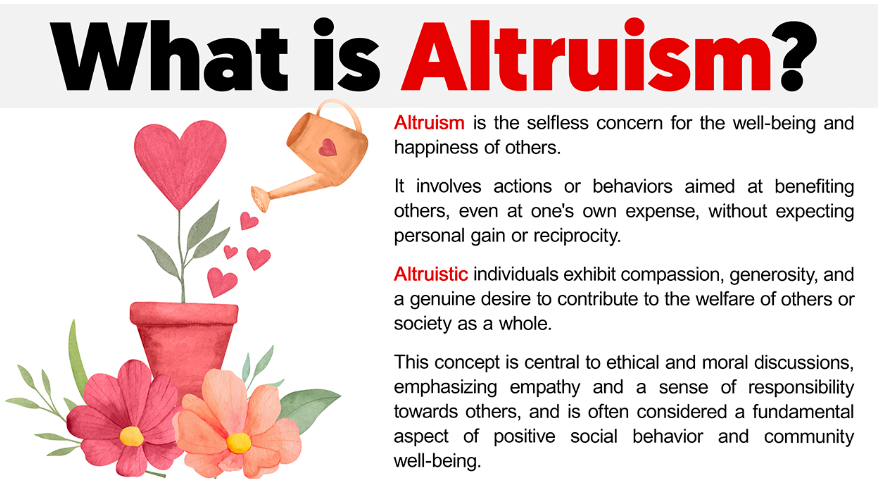 What is Altruism?
Altruism is the selfless concern for the well-being and
happiness of others.
It involves actions or behaviors aimed at benefiting
others, even at one's own expense, without expecting
personal gain or reciprocity.
Altruistic individuals exhibit compassion, generosity, and
a genuine desire to contribute to the welfare of others or
society as a whole.
This concept is central to ethical and moral discussions,
emphasizing empathy and a sense of responsibility
towards others, and is often considered a fundamental
aspect of positive social behavior and community
well-being.